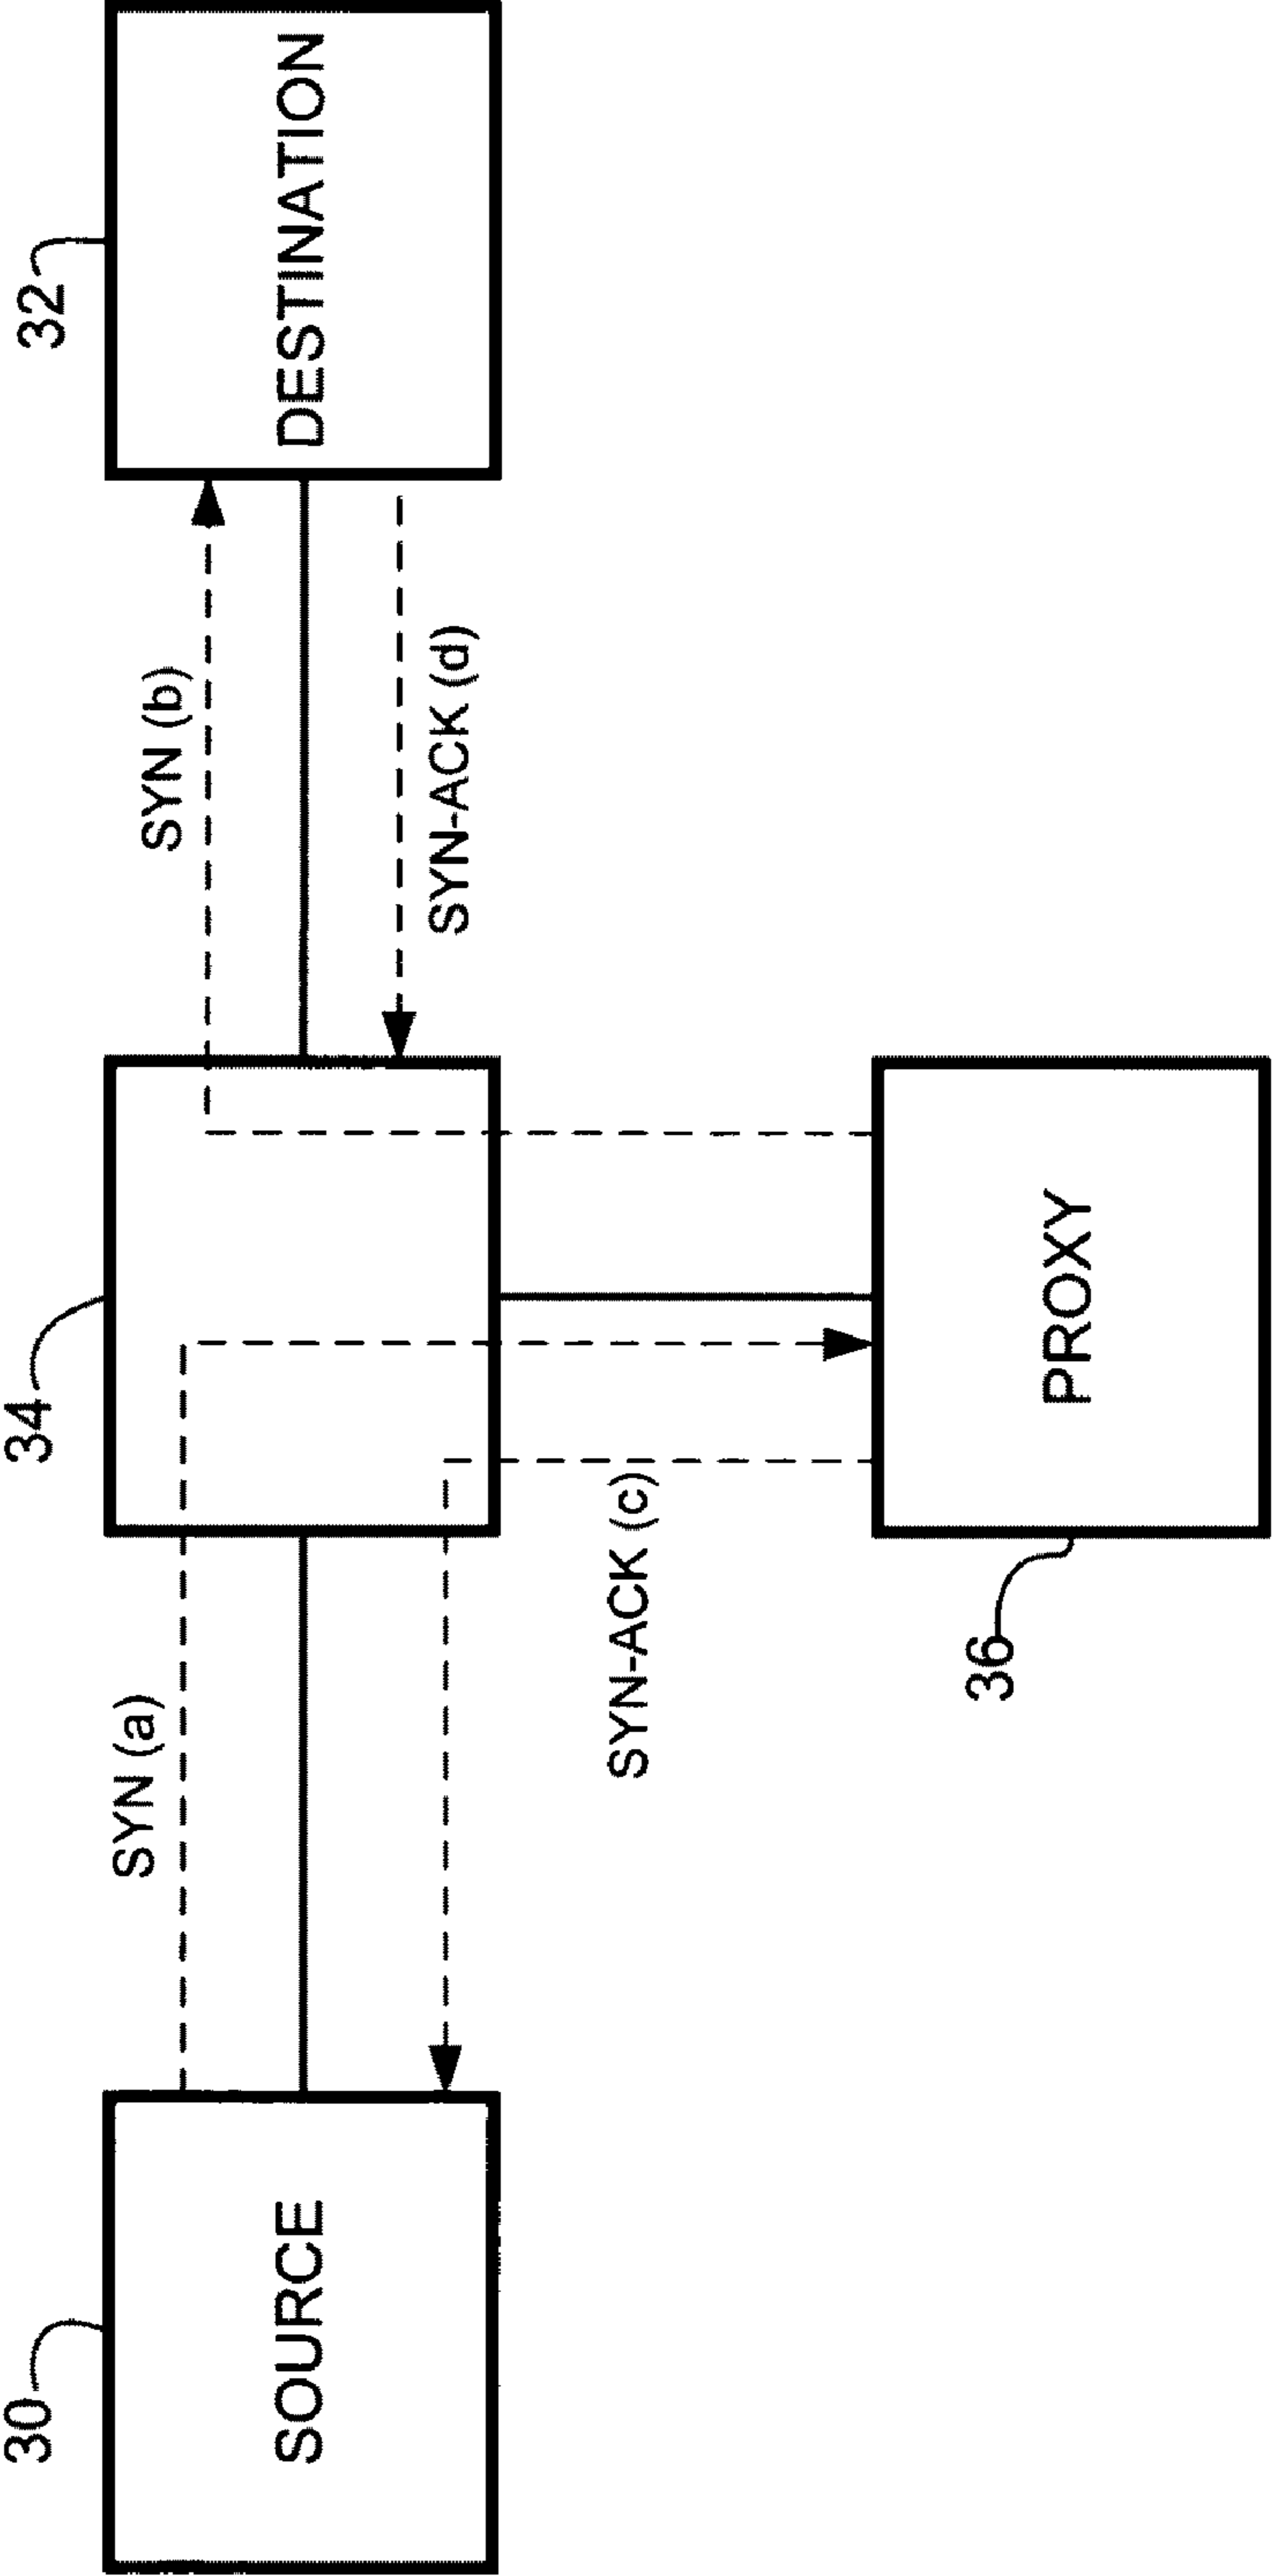 30
SOURCE
SYN (a)
34
SYN (b)
32
DESTINATION
SYN-ACK (d)
SYN-ACK (c)
36
PROXY